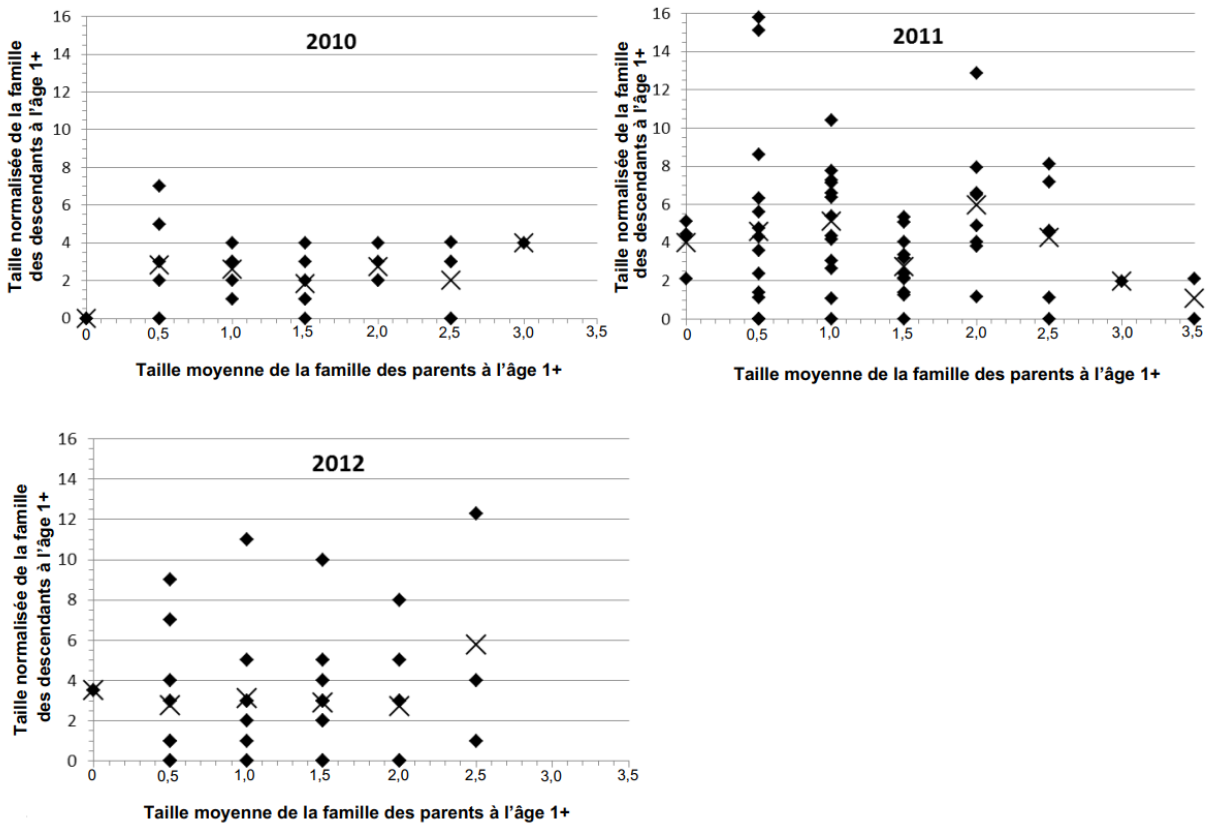 2010
Taille normalisée de la famille
des descendants à l'âge 1+
16
14
12
10
8
6
4
2
0
0 0,5 1,0 1,5 2,0 2,5 3,0 3,5
Taille moyenne de la famille des parents à l'âge 1+
2011
Taille normalisée de la famille
des descendants à l'âge 1+
16
14
12
10
8
6
4
2
0
0 0,5 1,0 1,5 2,0 2,5 3,0 3,5
Taille moyenne de la famille des parents à l'âge 1+
2012
Taille normalisée de la famille
des descendants à l'âge 1+
16
14
12
10
8
6
4
2
0
0 0,5 1,0 1,5 2,0 2,5 3,0 3,5
Taille moyenne de la famille des parents à l'âge 1+